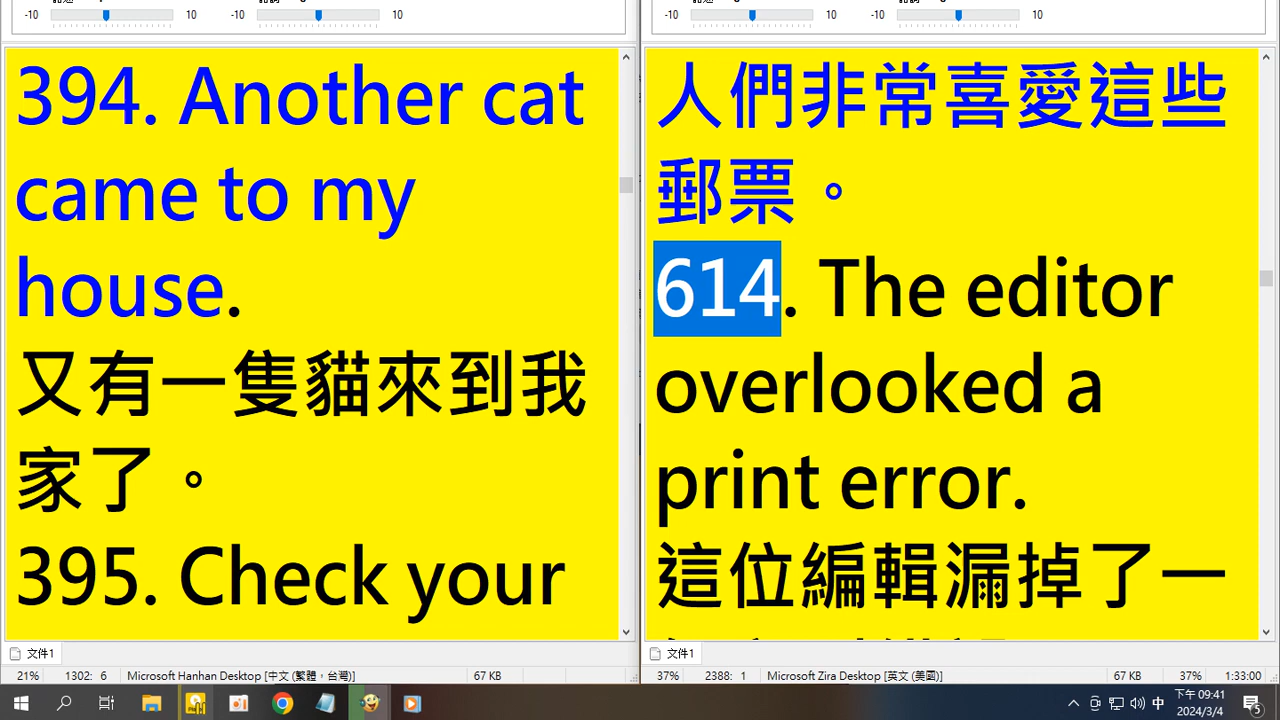 -10 10 -10 10
394. Another cat
came to my
house.
又有一隻貓來到我
家了。
395. Check your
文件1
21% 1302: 6 Microsoft Hanhan Desktop [中文 (繁體，台灣)] 67 KB
-10 10 -10 10
人們非常喜愛這些
郵票。
614. The editor
overlooked a
print error.
這位編輯漏掉了一
文件1
37% 2388: 1 Microsoft Zira Desktop [英文 (美國)] 67 KB 37% 1:33:00
中
下午 09:41
2024/3/4
5